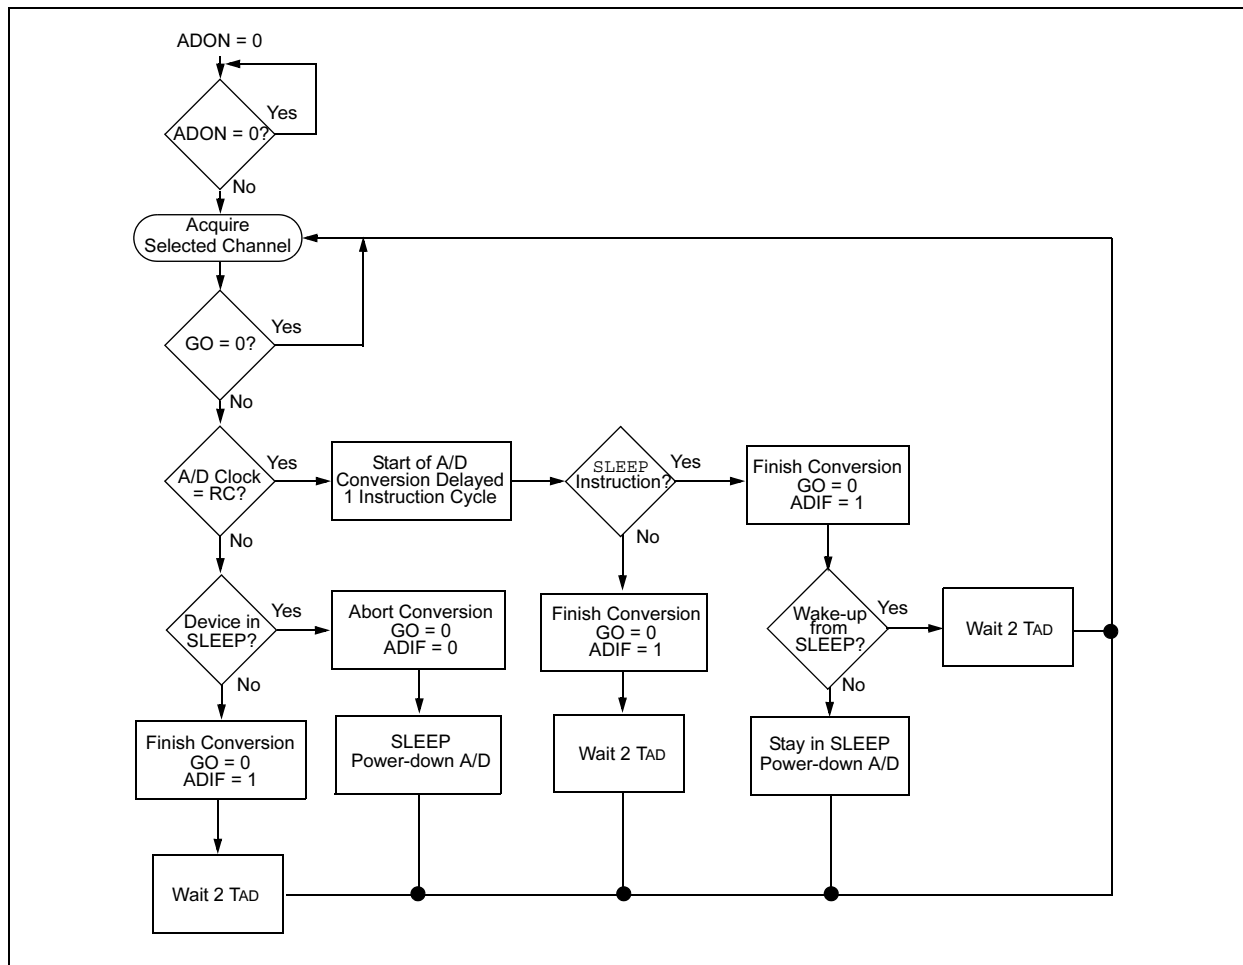 ADON = 0
ADON = 0?
Yes
No
Acquire
Selected Channel
GO = 0?
Yes
No
A/D Clock
= RC?
Yes
No
Start of A/D
Conversion Delayed
1 Instruction Cycle
SLEEP
Instruction?
Yes
No
Finish Conversion
GO = 0
ADIF = 1
Device in
SLEEP?
Yes
No
Abort Conversion
GO = 0
ADIF = 0
Finish Conversion
GO = 0
ADIF = 1
Wake-up
from
SLEEP?
Yes
No
Wait 2 TAD
Finish Conversion
GO = 0
ADIF = 1
SLEEP
Power-down A/D
Wait 2 TAD
Stay in SLEEP
Power-down A/D
Wait 2 TAD